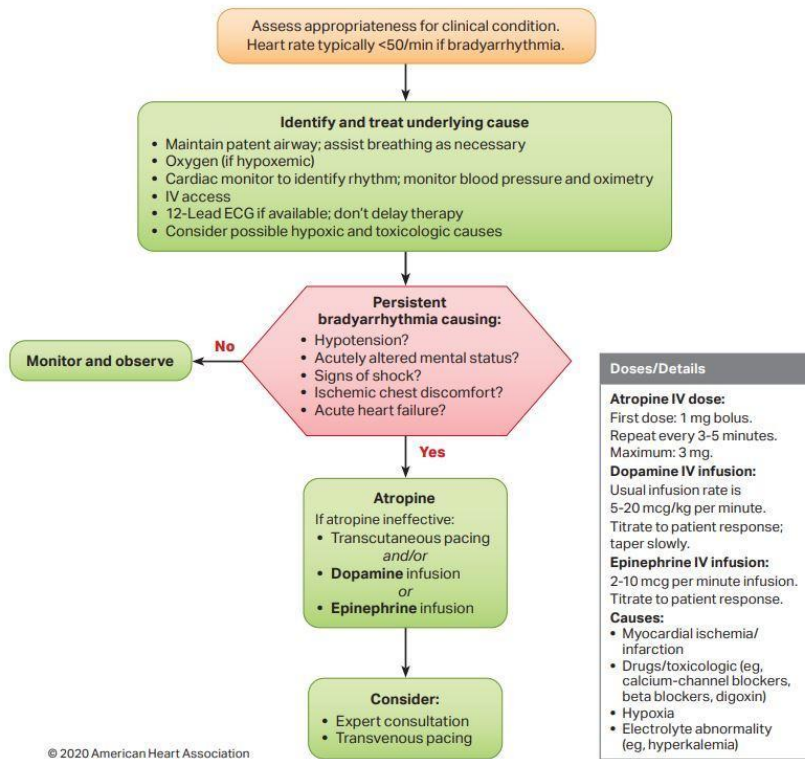 Assess appropriateness for clinical condition.
Heart rate typically <50/min if bradyarrhythmia.
Identify and treat underlying cause
• Maintain patent airway; assist breathing as necessary
• Oxygen (if hypoxemic)
• Cardiac monitor to identify rhythm; monitor blood pressure and oximetry
• IV access
• 12-Lead ECG if available; don't delay therapy
• Consider possible hypoxic and toxicologic causes
Persistent
bradyarrhythmia causing:
• Hypotension?
• Acutely altered mental status?
• Signs of shock?
• Ischemic chest discomfort?
• Acute heart failure?
No
Monitor and observe
Yes
Atropine
If atropine ineffective:
• Transcutaneous pacing
and/or
• Dopamine infusion
or
• Epinephrine infusion
Consider:
• Expert consultation
• Transvenous pacing
Doses/Details
Atropine IV dose:
First dose: 1 mg bolus.
Repeat every 3-5 minutes.
Maximum: 3 mg.
Dopamine IV infusion:
Usual infusion rate is
5-20 mcg/kg per minute.
Titrate to patient response;
taper slowly.
Epinephrine IV infusion:
2-10 mcg per minute infusion.
Titrate to patient response.
Causes:
• Myocardial ischemia/
infarction
• Drugs/toxicologic (eg,
calcium-channel blockers,
beta blockers, digoxin)
• Hypoxia
• Electrolyte abnormality
(eg, hyperkalemia)
© 2020 American Heart Association